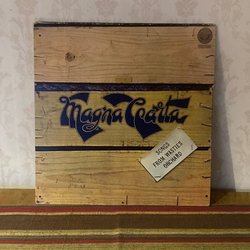 Magna Carta
SONGS
FROM WASTIES
ORCHARD